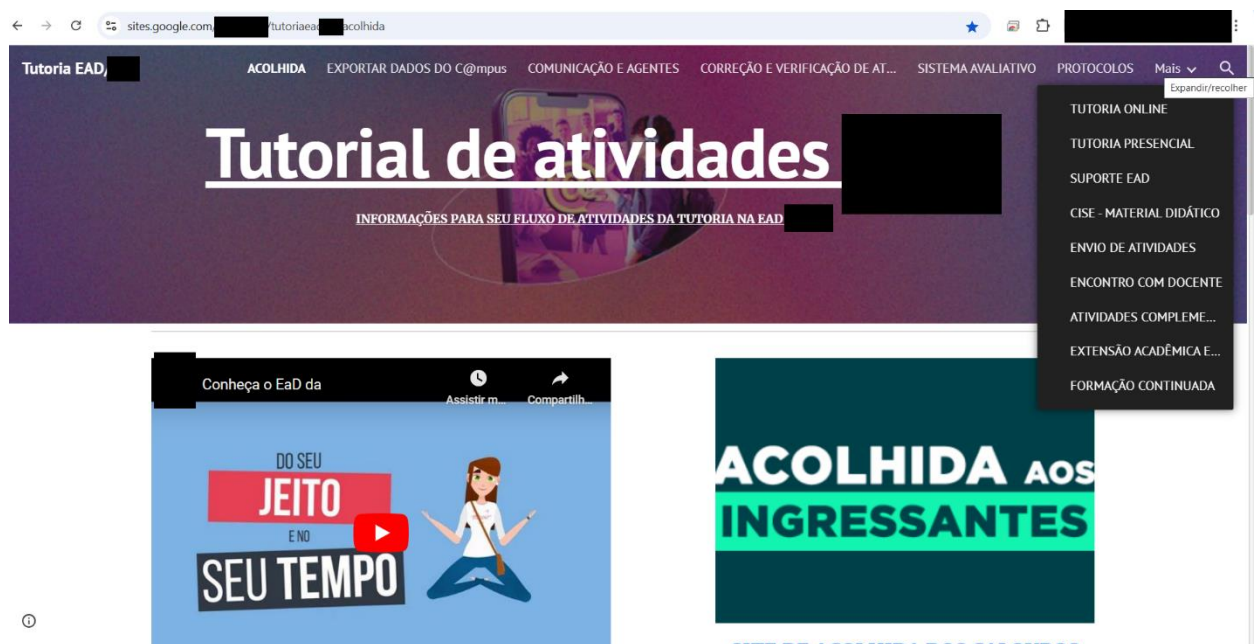 sites.google.com/ /tutoriaead acolhida
Tutoria EAD/
ACOLHIDA
EXPORTAR DADOS DO C@mpus
COMUNICAÇÃO E AGENTES
CORREÇÃO E VERIFICAÇÃO DE AT...
SISTEMA AVALIATIVO
PROTOCOLOS
Mais
Expandir/recolher
TUTORIA ONLINE
TUTORIA PRESENCIAL
SUPORTE EAD
CISE - MATERIAL DIDÁTICO
ENVIO DE ATIVIDADES
ENCONTRO COM DOCENTE
ATIVIDADES COMPLEME...
EXTENSÃO ACADÊMICA E...
FORMAÇÃO CONTINUADA
Tutorial de atividades
INFORMAÇÕES PARA SEU FLUXO DE ATIVIDADES DA TUTORIA NA EAD
Conheça o EaD da
Assistir m...
Compartilh...
DO SEU
JEITO
E NO
SEU TEMPO
ACOLHIDA AOS
INGRESSANTES